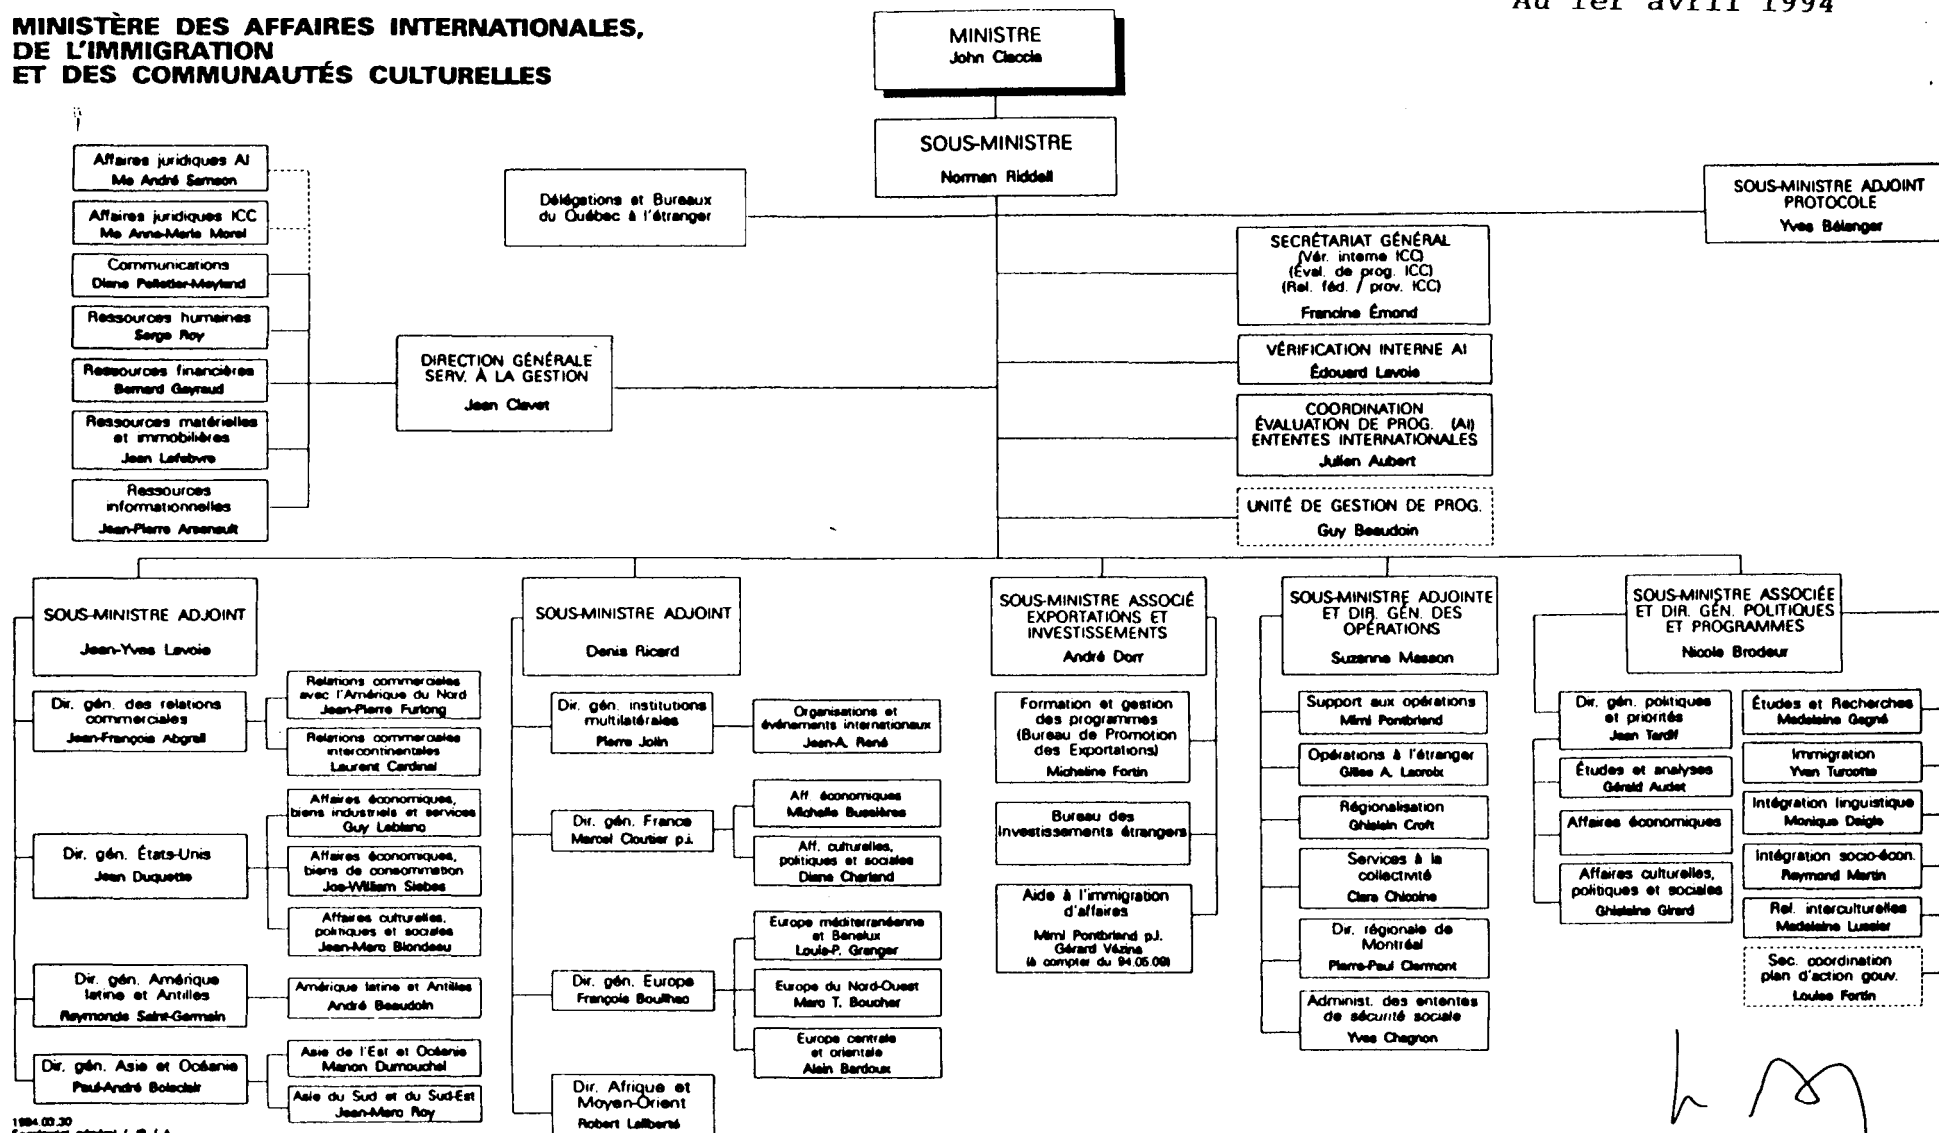 Au 1er avril 1994
MINISTÈRE DES AFFAIRES INTERNATIONALES,
DE L'IMMIGRATION
ET DES COMMUNAUTÉS CULTURELLES
MINISTRE
John Ciaccia
SOUS-MINISTRE
Norman Riddell
Délégations et Bureaux
du Québec à l'étranger
SOUS-MINISTRE ADJOINT
PROTOCOLE
Yves Bélanger
SECRÉTARIAT GÉNÉRAL
(Vér. interne ICC)
(Éval. de prog. ICC)
(Rel. féd. / prov. ICC)
Francine Émond
VÉRIFICATION INTERNE AI
Édouard Lavoie
COORDINATION
ÉVALUATION DE PROG. (AI)
ENTENTES INTERNATIONALES
Julien Aubert
UNITÉ DE GESTION DE PROG.
Guy Beaudoin
Affaires juridiques AI
Me André Samson
Affaires juridiques ICC
Me Anne-Marie Morel
Communications
Diane Pelletier-Mayland
Ressources humaines
Serge Roy
Ressources financières
Bernard Gayraud
Ressources matérielles
et immobilières
Jean Lefebvre
Ressources
informationnelles
Jean-Pierre Arsenault
DIRECTION GÉNÉRALE
SERV. À LA GESTION
Jean Clavet
SOUS-MINISTRE ADJOINT
Jean-Yves Lavoie
Dir. gén. des relations
commerciales
Jean-François Abgrall
Relations commerciales
avec l'Amérique du Nord
Jean-Pierre Furlong
Relations commerciales
intercontinentales
Laurent Cardinal
Dir. gén. États-Unis
Jean Duquette
Affaires économiques,
biens industriels et services
Guy Leblanc
Affaires économiques,
biens de consommation
Joe-William Siebes
Affaires culturelles,
politiques et sociales
Jean-Marc Blondeau
Dir. gén. Amérique
latine et Antilles
Raymonde Saint-Germain
Amérique latine et Antilles
André Beaudoin
Dir. gén. Asie et Océanie
Paul-André Boisclair
Asie de l'Est et Océanie
Manon Dumouchel
Asie du Sud et du Sud-Est
Jean-Marc Roy
SOUS-MINISTRE ADJOINT
Denis Ricard
Dir. gén. institutions
multilatérales
Pierre Jolin
Organisations et
événements internationaux
Jean-A. René
Dir. gén. France
Marcel Cloutier p.i.
Aff. économiques
Michelle Bussières
Aff. culturelles,
politiques et sociales
Diane Charland
Dir. gén. Europe
François Bouilhac
Europe méditerranéenne
et Benelux
Louis-P. Granger
Europe du Nord-Ouest
Marc T. Boucher
Europe centrale
et orientale
Alain Bardoux
Dir. Afrique et
Moyen-Orient
Robert Laliberté
SOUS-MINISTRE ASSOCIÉ
EXPORTATIONS ET
INVESTISSEMENTS
André Dorr
Formation et gestion
des programmes
(Bureau de Promotion
des Exportations)
Micheline Fortin
Bureau des
Investissements étrangers
Aide à l'immigration
d'affaires
Mimi Pontbriand p.i.
Gérard Vézina
(à compter du 94.05.09)
SOUS-MINISTRE ADJOINTE
ET DIR. GÉN. DES
OPÉRATIONS
Suzanne Masson
Support aux opérations
Mimi Pontbriand
Opérations à l'étranger
Gilles A. Lacroix
Régionalisation
Ghislain Croft
Services à la
collectivité
Clara Chicoine
Dir. régionale de
Montréal
Pierre-Paul Clermont
Administ. des ententes
de sécurité sociale
Yves Chagnon
SOUS-MINISTRE ASSOCIÉE
ET DIR. GÉN. POLITIQUES
ET PROGRAMMES
Nicole Brodeur
Dir. gén. politiques
et priorités
Jean Tardif
Études et analyses
Gérald Audet
Affaires économiques
Affaires culturelles,
politiques et sociales
Ghislaine Girard
Études et Recherches
Madeleine Gagné
Immigration
Yvan Turcotte
Intégration linguistique
Monique Daigle
Intégration socio-écon.
Raymond Martin
Rel. interculturelles
Madeleine Lussier
Sec. coordination
plan d'action gouv.
Louise Fortin
1994.03.30